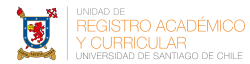 UNIDAD DE
REGISTRO ACADÉMICO
Y CURRICULAR
UNIVERSIDAD DE SANTIAGO DE CHILE